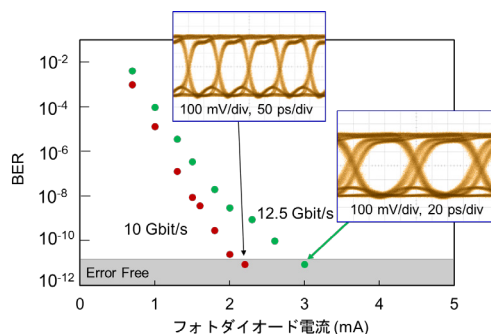 100 mV/div, 50 ps/div
100 mV/div, 20 ps/div
BER
10-2
10-4
10-6
10-8
10-10
10-12
10 Gbit/s
12.5 Gbit/s
Error Free
0 1 2 3 4 5
フォトダイオード電流 (mA)